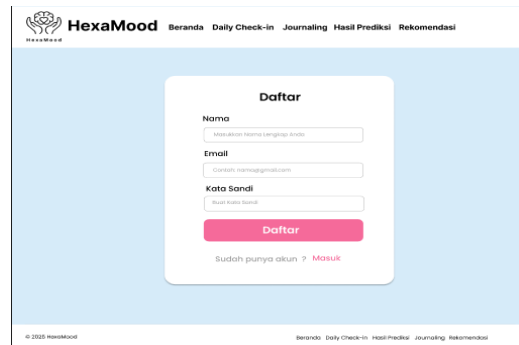 HexaMood
HexaMood Beranda Daily Check-in Journaling Hasil Prediksi Rekomendasi
Daftar
Nama
Masukkan Nama Lengkap Anda
Email
Contoh: nama@gmail.com
Kata Sandi
Buat Kata Sandi
Daftar
Sudah punya akun ? Masuk
© 2025 HexaMood Beranda Daily Check-in Hasil Prediksi Journaling Rekomendasi